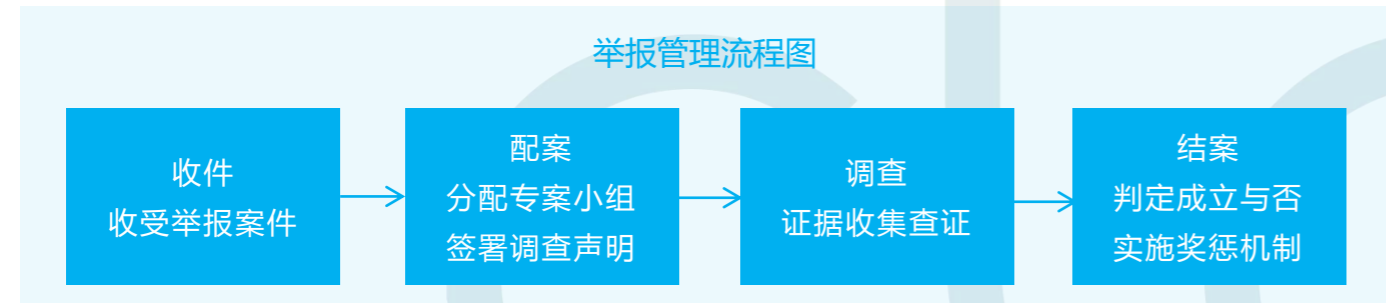 举报管理流程图
收件
收受举报案件
配案
分配专案小组
签署调查声明
调查
证据收集查证
结案
判定成立与否
实施奖惩机制